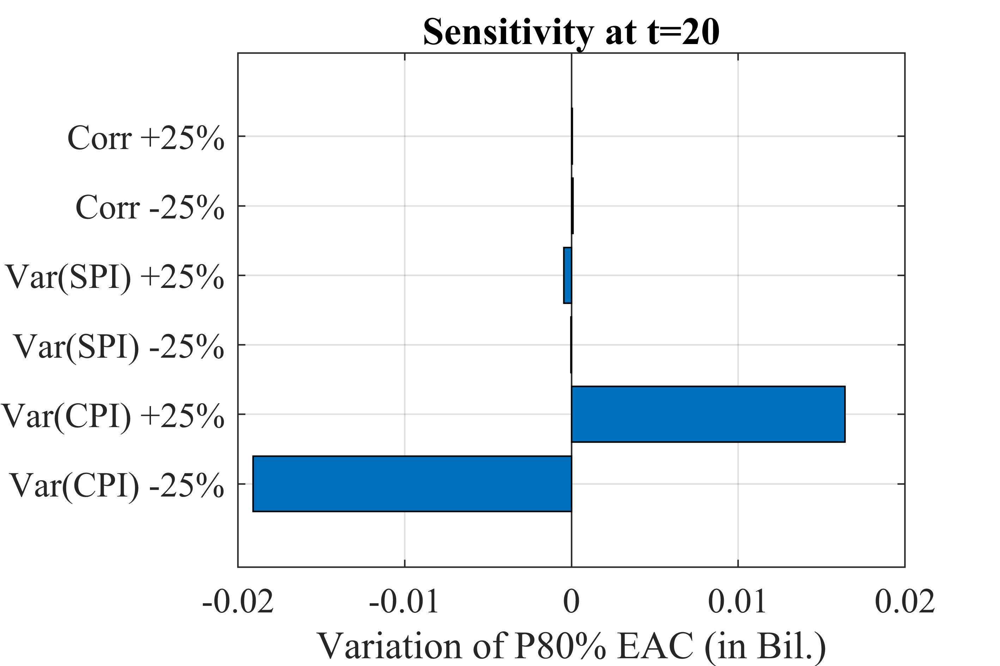 Sensitivity at t=20
Corr +25%
Corr -25%
Var(SPI) +25%
Var(SPI) -25%
Var(CPI) +25%
Var(CPI) -25%
-0.02 -0.01 0 0.01 0.02
Variation of P80% EAC (in Bil.)